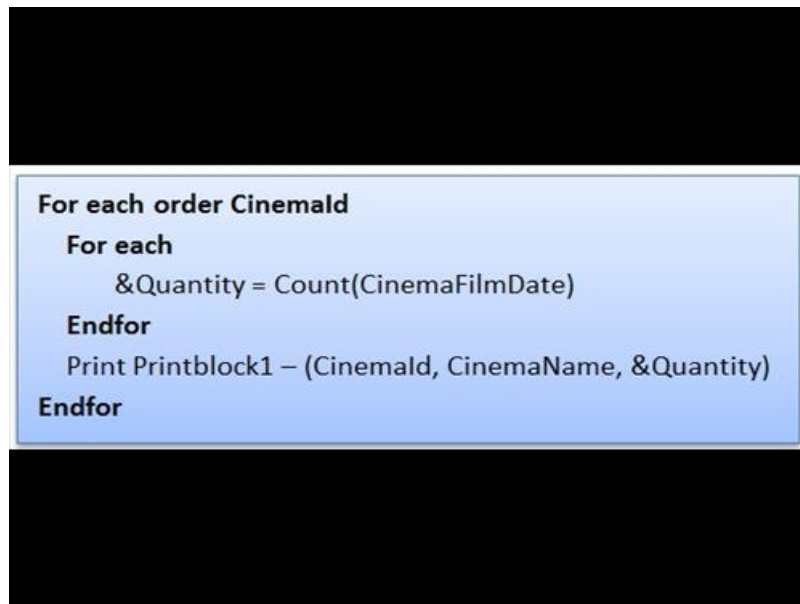 For each order CinemaId
For each
&Quantity = Count(CinemaFilmDate)
Endfor
Print Printblock1 – (CinemaId, CinemaName, &Quantity)
Endfor